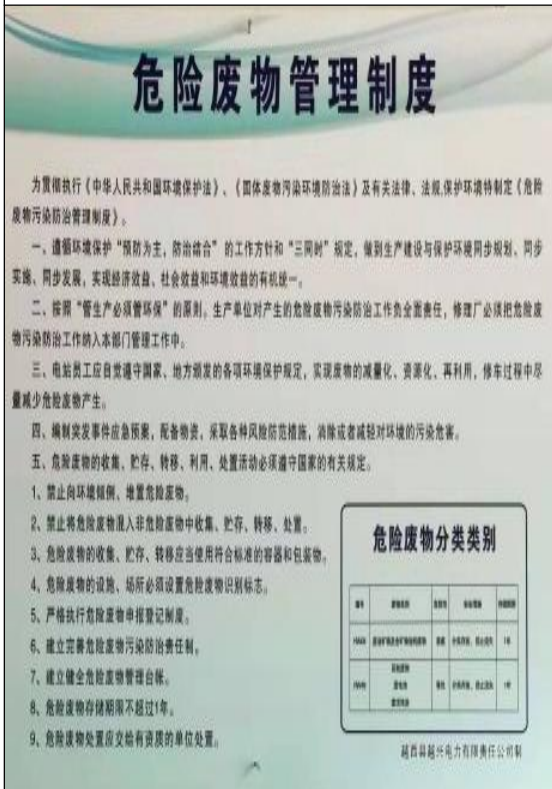 危险废物管理制度
为贯彻执行《中华人民共和国环境保护法》、《固体废物污染环境防治法》及有关法律、法规,保护环境特制定《危险
废物污染防治管理制度》。
一、遵循环境保护“预防为主，防治结合”的工作方针和“三同时”规定，做到生产建设与保护环境同步规划、同步
实施、同步发展，实现经济效益、社会效益和环境效益的有机统一。
二、按照“管生产必须管环保”的原则，生产单位对产生的危险废物污染防治工作负全面责任，修理厂必须把危险废
物污染防治工作纳入本部门管理工作中。
三、电站员工应自觉遵守国家、地方颁发的各项环境保护规定，实现废物的减量化、资源化、再利用，修车过程中尽
量减少危险废物产生。
四、编制突发事件应急预案，配备物资，采取各种风险防范措施，消除或者减轻对环境的污染危害。
五、危险废物的收集、贮存、转移、利用、处置活动必须遵守国家的有关规定。
1、禁止向环境倾倒、堆置危险废物。
2、禁止将危险废物混入非危险废物中收集、贮存、转移、处置。
3、危险废物的收集、贮存、转移应当使用符合标准的容器和包装物。
4、危险废物的设施、场所必须设置危险废物识别标志。
5、严格执行危险废物申报登记制度。
6、建立完善危险废物污染防治责任制。
7、建立健全危险废物管理台账。
8、危险废物存储期限不超过1年。
9、危险废物处置应交给有资质的单位处置。
危险废物分类类别
越西县越兴电力有限责任公司制